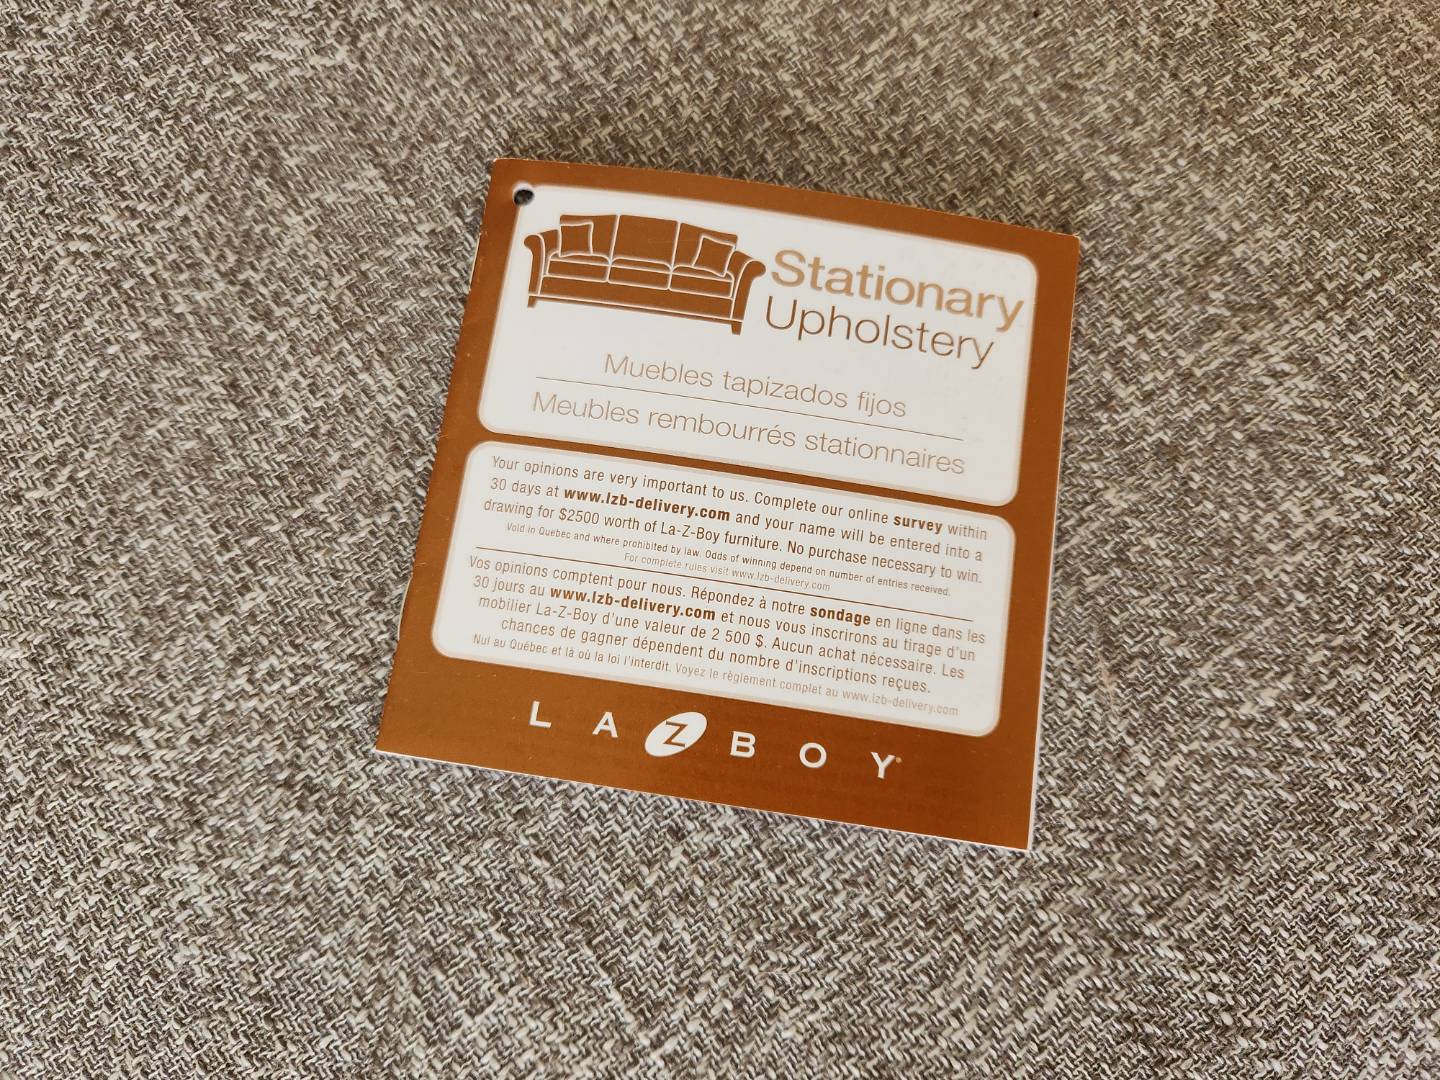 Stationary
Upholstery
Muebles tapizados fijos
Meubles rembourrés stationnaires
Your opinions are very important to us. Complete our online survey within
30 days at www.lzb-delivery.com and your name will be entered into a
drawing for $2500 worth of La-Z-Boy furniture. No purchase necessary to win.
Void in Quebec and where prohibited by law. Odds of winning depend on number of entries received.
For complete rules visit www.lzb-delivery.com
Vos opinions comptent pour nous. Répondez à notre sondage en ligne dans les
30 jours au www.lzb-delivery.com et nous vous inscrirons au tirage d'un
mobilier La-Z-Boy d'une valeur de 2 500 $. Aucun achat nécessaire. Les
chances de gagner dépendent du nombre d'inscriptions reçues.
Nul au Québec et là où la loi l'interdit. Voyez le règlement complet au www.lzb-delivery.com
LA Z BOY